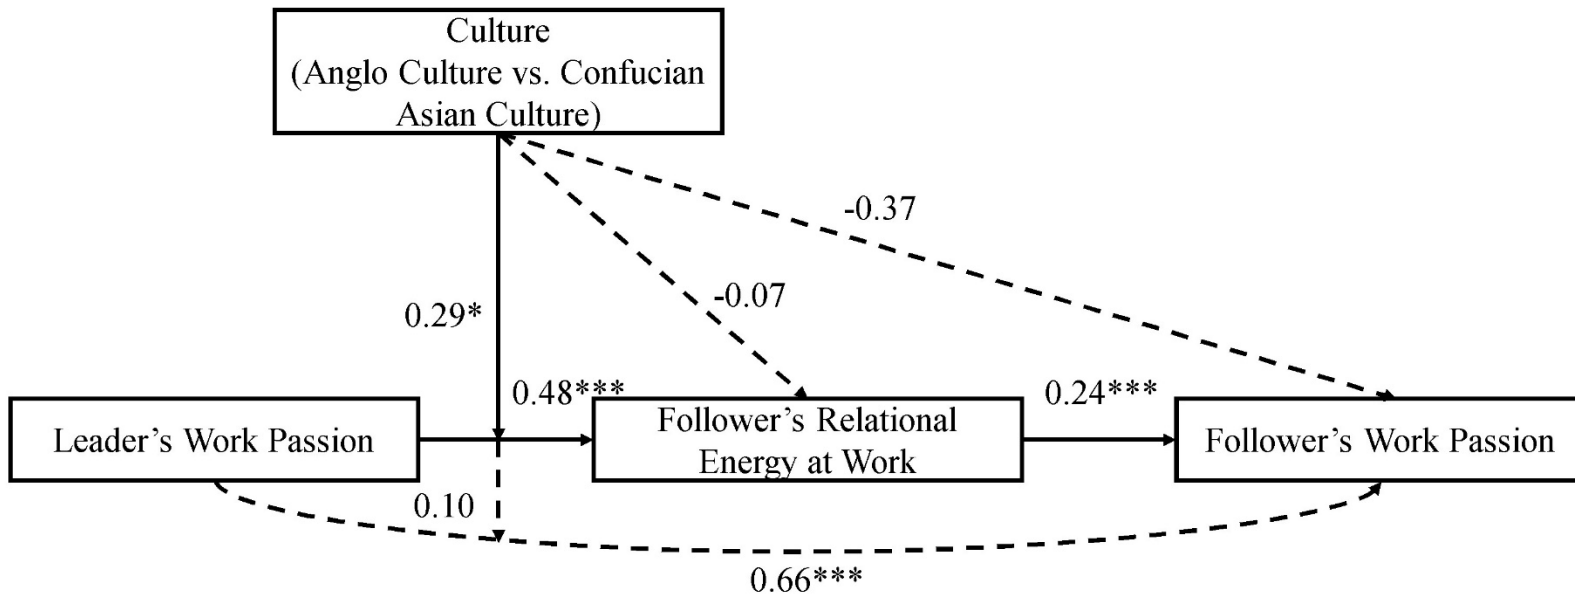 Culture
(Anglo Culture vs. Confucian
Asian Culture)
-0.37
-0.07
0.29*
0.48***
0.24***
Leader’s Work Passion
Follower’s Relational
Energy at Work
Follower’s Work Passion
0.10
0.66***